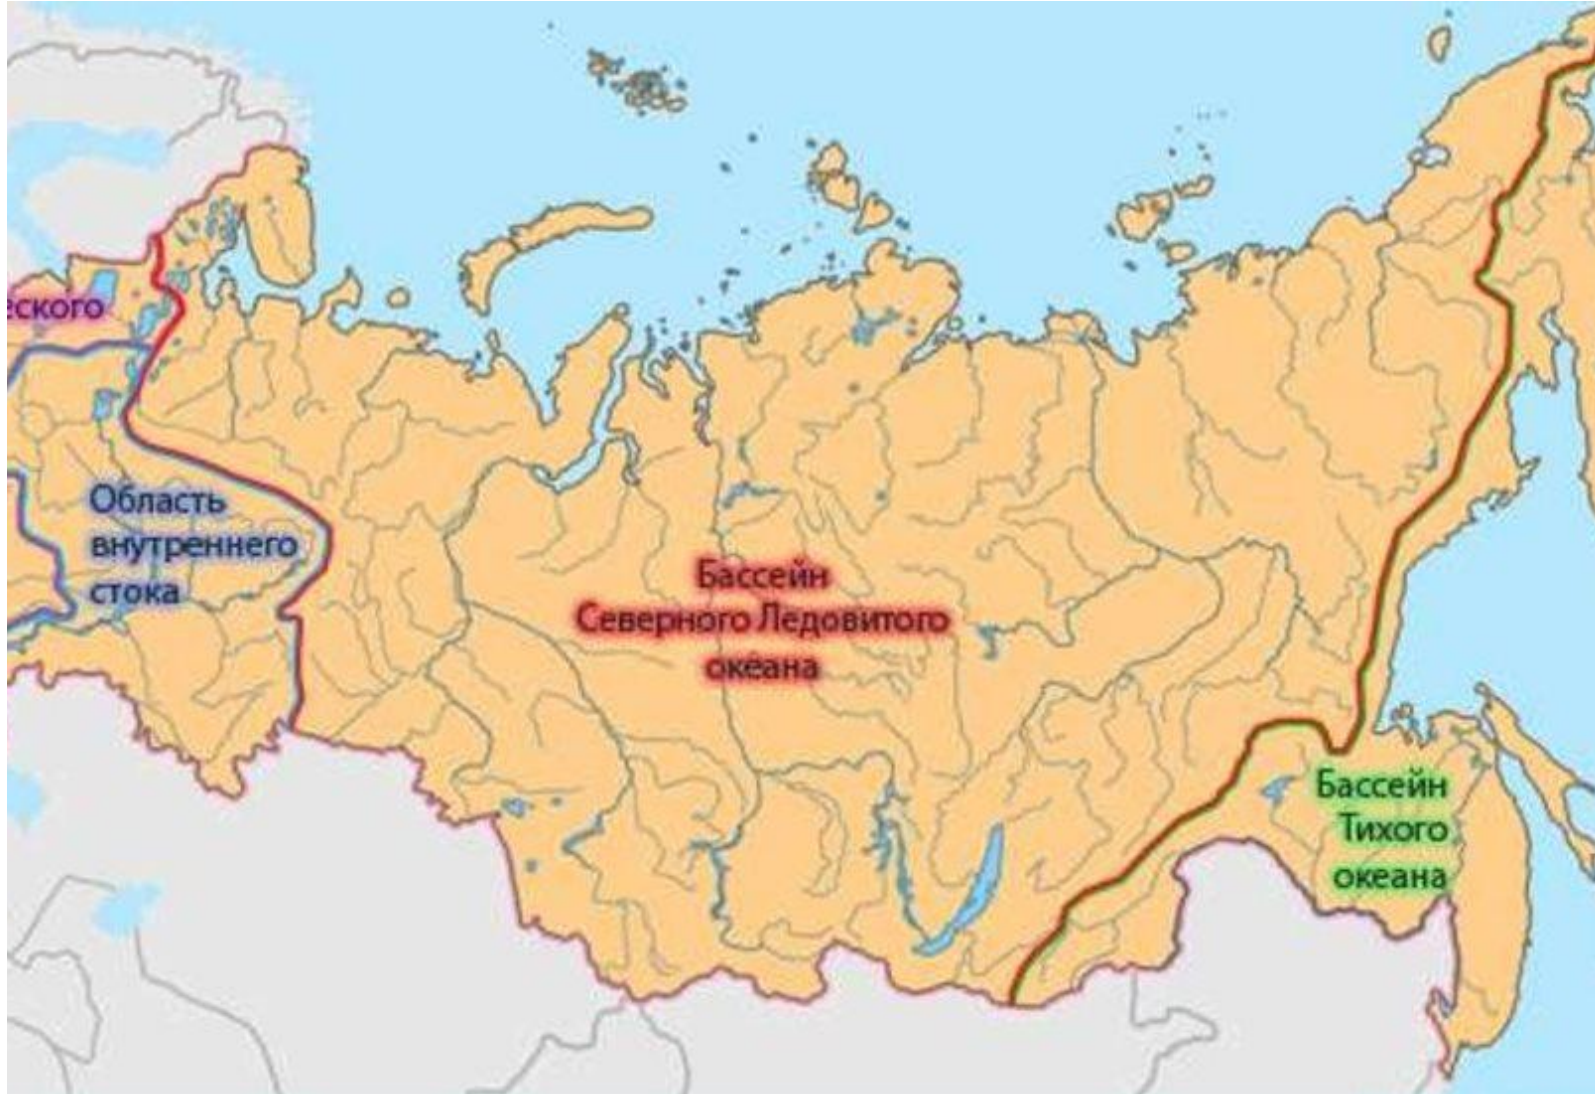 еского
Область
внутреннего
стока
Бассейн
Северного Ледовитого
океана
Бассейн
Тихого
океана